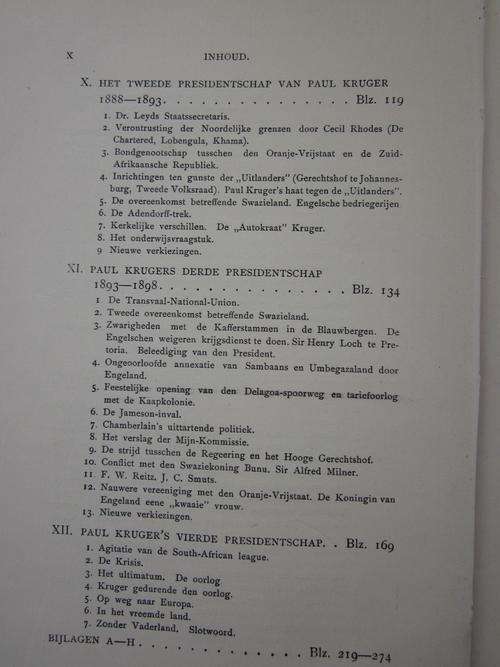 X INHOUD.
X. HET TWEEDE PRESIDENTSCHAP VAN PAUL KRUGER
1888—1893. . . . . . . . . . . . . . Blz. 119
1. Dr. Leyds Staatssecretaris.
2. Verontrusting der Noordelijke grenzen door Cecil Rhodes (De
Chartered, Lobengula, Khama).
3. Bondgenootschap tusschen den Oranje-Vrijstaat en de Zuid-
Afrikaansche Republiek.
4. Inrichtingen ten gunste der „Uitlanders” (Gerechtshof te Johannes-
burg, Tweede Volksraad). Paul Kruger's haat tegen de „Uitlanders”.
5. De overeenkomst betreffende Swazieland. Engelsche bedriegerijen
6. De Adendorff-trek.
7. Kerkelijke verschillen. De „Autokraat” Kruger.
8. Het onderwijsvraagstuk.
9 Nieuwe verkiezingen.
XI. PAUL KRUGERS DERDE PRESIDENTSCHAP
1893—1898. . . . . . . . . . . . . . . Blz. 134
1 De Transvaal-National-Union.
2. Tweede overeenkomst betreffende Swazieland.
3. Zwarigheden met de Kafferstammen in de Blauwbergen. De
Engelschen weigeren krijgsdienst te doen. Sir Henry Loch te Pre-
toria. Beleediging van den President.
4. Ongeoorloofde annexatie van Sambaans en Umbegazaland door
Engeland.
5. Feestelijke opening van den Delagoa-spoorweg en tariefoorlog
met de Kaapkolonie.
6. De Jameson-inval.
7. Chamberlain's uittartende politiek.
8. Het verslag der Mijn-Kommissie.
9. De strijd tusschen de Regeering en het Hooge Gerechtshof.
10. Conflict met den Swaziekoning Bunu. Sir Alfred Milner.
11 F. W. Reitz, J. C. Smuts.
12. Nauwere vereeniging met den Oranje-Vrijstaat. De Koningin van
Engeland eene „kwaaie” vrouw.
13. Nieuwe verkiezingen.
XII. PAUL KRUGER'S VIERDE PRESIDENTSCHAP. . Blz. 169
1. Agitatie van de South-African league.
2. De Krisis.
3. Het ultimatum. De oorlog
4. Kruger gedurende den oorlog.
5. Op weg naar Europa.
6. In het vreemde land.
7. Zonder Vaderland, Slotwoord.
BIJLAGEN A—H . . . . . . . . . . . . Blz. 219—274